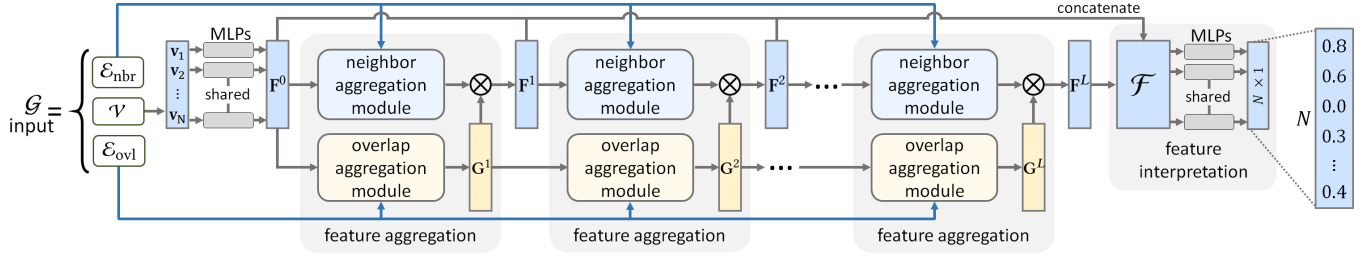 𝒢 =
input
ℰnbr
𝒱
ℰovl
v1
v2
⋮
vN
MLPs
shared
F⁰
neighbor
aggregation
module
overlap
aggregation
module
⊗
G¹
feature aggregation
F¹
neighbor
aggregation
module
overlap
aggregation
module
⊗
G²
feature aggregation
F²
...
...
neighbor
aggregation
module
overlap
aggregation
module
⊗
Gᴸ
feature aggregation
Fᴸ
concatenate
ℱ
MLPs
shared
N × 1
feature
interpretation
N
0.8
0.6
0.0
0.3
⋮
0.4